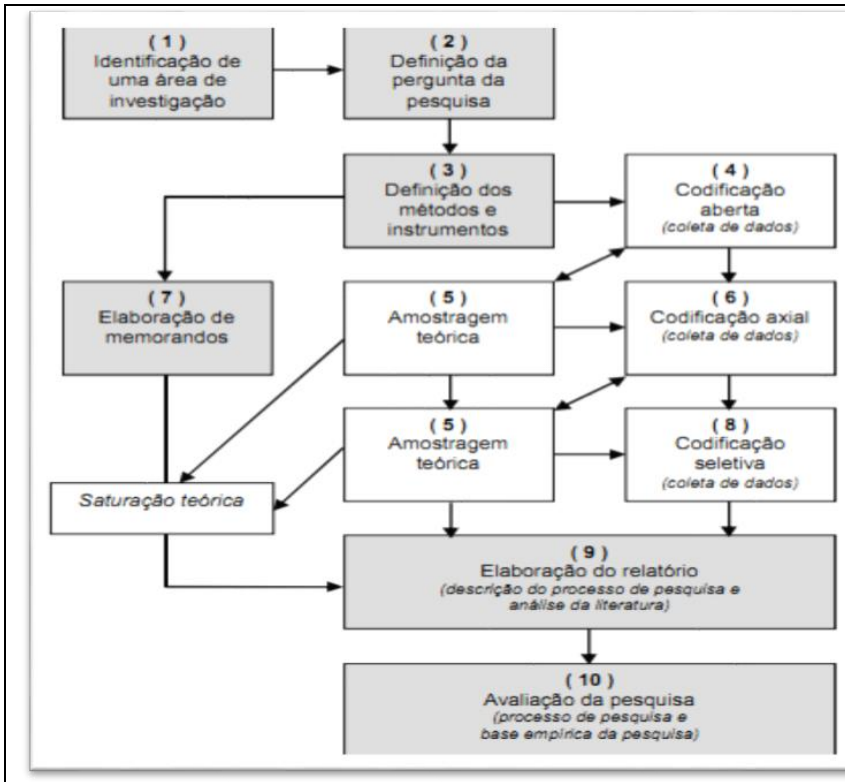 ( 1 )
Identificação de
uma área de
investigação
( 2 )
Definição da
pergunta da
pesquisa
( 3 )
Definição dos
métodos e
instrumentos
( 4 )
Codificação
aberta
(coleta de dados)
( 7 )
Elaboração de
memorandos
( 5 )
Amostragem
teórica
( 6 )
Codificação axial
(coleta de dados)
( 5 )
Amostragem
teórica
( 8 )
Codificação
seletiva
(coleta de dados)
Saturação teórica
( 9 )
Elaboração do relatório
(descrição do processo de pesquisa e
análise da literatura)
( 10 )
Avaliação da pesquisa
(processo de pesquisa e
base empírica da pesquisa)